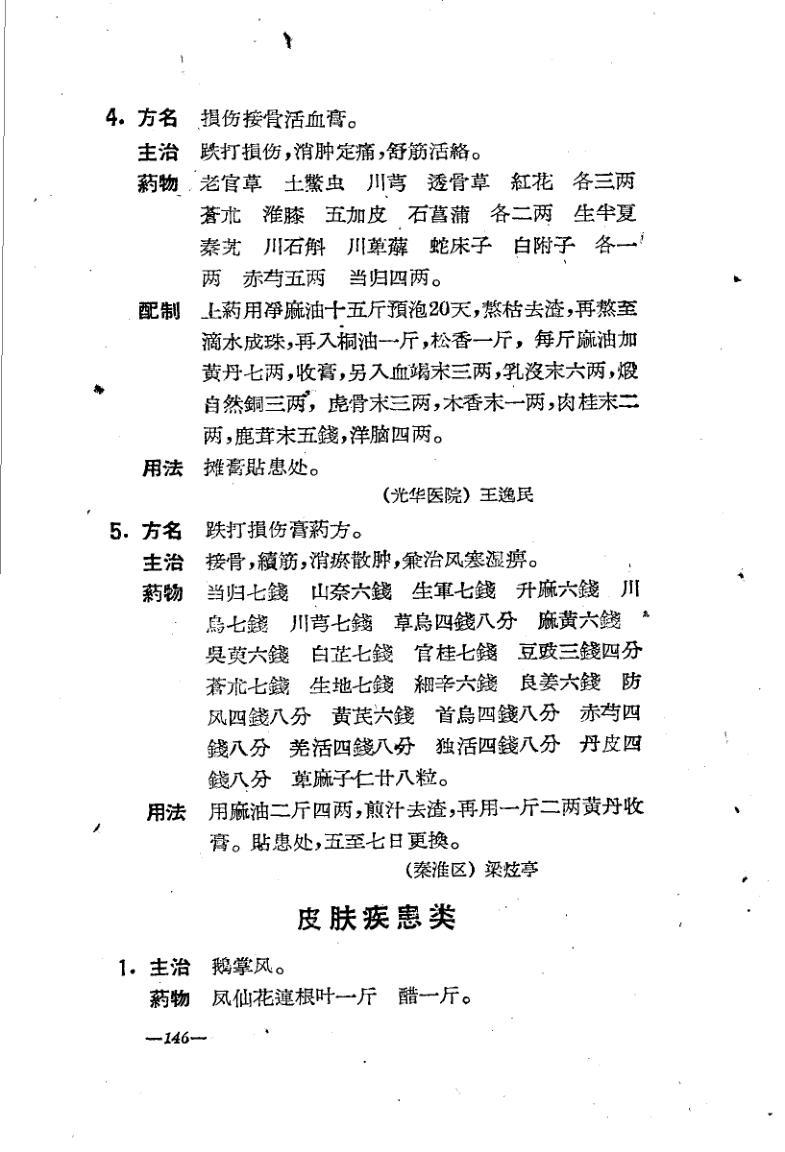 4. 方名 損伤接骨活血膏。
主治 跌打損伤,消肿定痛,舒筋活絡。
葯物 老官草 土鱉虫 川芎 透骨草 紅花 各三两
蒼朮 淮膝 五加皮 石菖蒲 各二两 生半夏
秦艽 川石斛 川萆薢 蛇床子 白附子 各一
两 赤芍五两 当归四两。
配制 上葯用凈麻油十五斤預泡20天,熬枯去渣,再熬至
滴水成珠,再入桐油一斤,松香一斤,每斤麻油加
黄丹七两,收膏,另入血竭末三两,乳沒末六两,煅
自然銅三两,虎骨末三两,木香末一两,肉桂末二
两,鹿茸末五錢,洋脑四两。
用法 摊膏貼患处。
(光华医院) 王逸民
5. 方名 跌打損伤膏葯方。
主治 接骨,續筋,消瘀散肿,兼治风寒湿痹。
葯物 当归七錢 山奈六錢 生軍七錢 升麻六錢 川
烏七錢 川芎七錢 草烏四錢八分 麻黄六錢
吳萸六錢 白芷七錢 官桂七錢 豆豉三錢四分
蒼朮七錢 生地七錢 細辛六錢 良姜六錢 防
风四錢八分 黄芪六錢 首烏四錢八分 赤芍四
錢八分 羌活四錢八分 独活四錢八分 丹皮四
錢八分 萆麻子仁廿八粒。
用法 用麻油二斤四两,煎汁去渣,再用一斤二两黄丹收
膏。貼患处,五至七日更換。
(秦淮区) 梁炫亭
皮肤疾患类
1. 主治 鹅掌风。
葯物 凤仙花連根叶一斤 醋一斤。
—146—